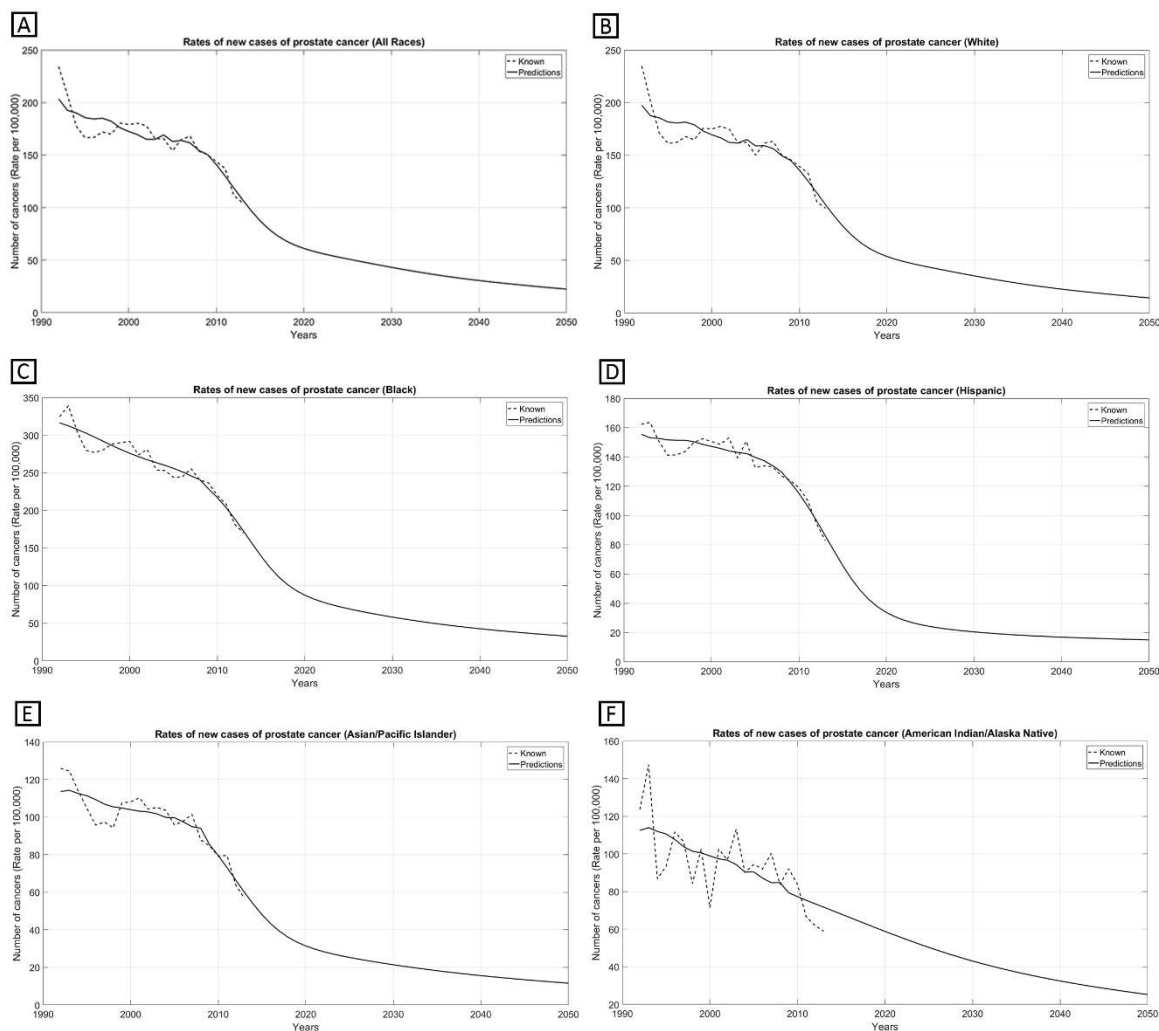 A
Rates of new cases of prostate cancer (All Races)
Number of cancers (Rate per 100,000)
250
200
150
100
50
0
Known
Predictions
1990 2000 2010 2020 2030 2040 2050
Years
B
Rates of new cases of prostate cancer (White)
Number of cancers (Rate per 100,000)
250
200
150
100
50
0
Known
Predictions
1990 2000 2010 2020 2030 2040 2050
Years
C
Rates of new cases of prostate cancer (Black)
Number of cancers (Rate per 100,000)
350
300
250
200
150
100
50
0
Known
Predictions
1990 2000 2010 2020 2030 2040 2050
Years
D
Rates of new cases of prostate cancer (Hispanic)
Number of cancers (Rate per 100,000)
180
160
140
120
100
80
60
40
20
0
Known
Predictions
1990 2000 2010 2020 2030 2040 2050
Years
E
Rates of new cases of prostate cancer (Asian/Pacific Islander)
Number of cancers (Rate per 100,000)
140
120
100
80
60
40
20
0
Known
Predictions
1990 2000 2010 2020 2030 2040 2050
Years
F
Rates of new cases of prostate cancer (American Indian/Alaska Native)
Number of cancers (Rate per 100,000)
160
140
120
100
80
60
40
20
Known
Predictions
1990 2000 2010 2020 2030 2040 2050
Years